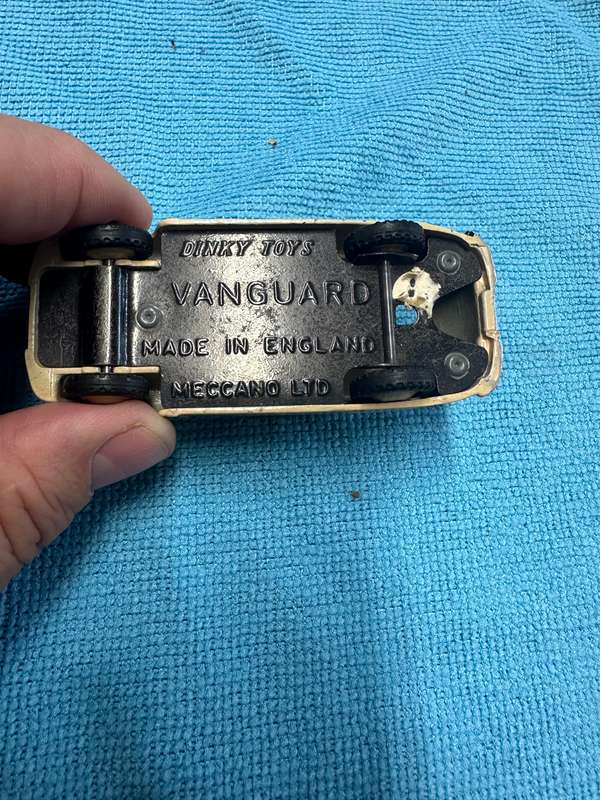 DINKY TOYS
VANGUARD
MADE IN ENGLAND
MECCANO LTD